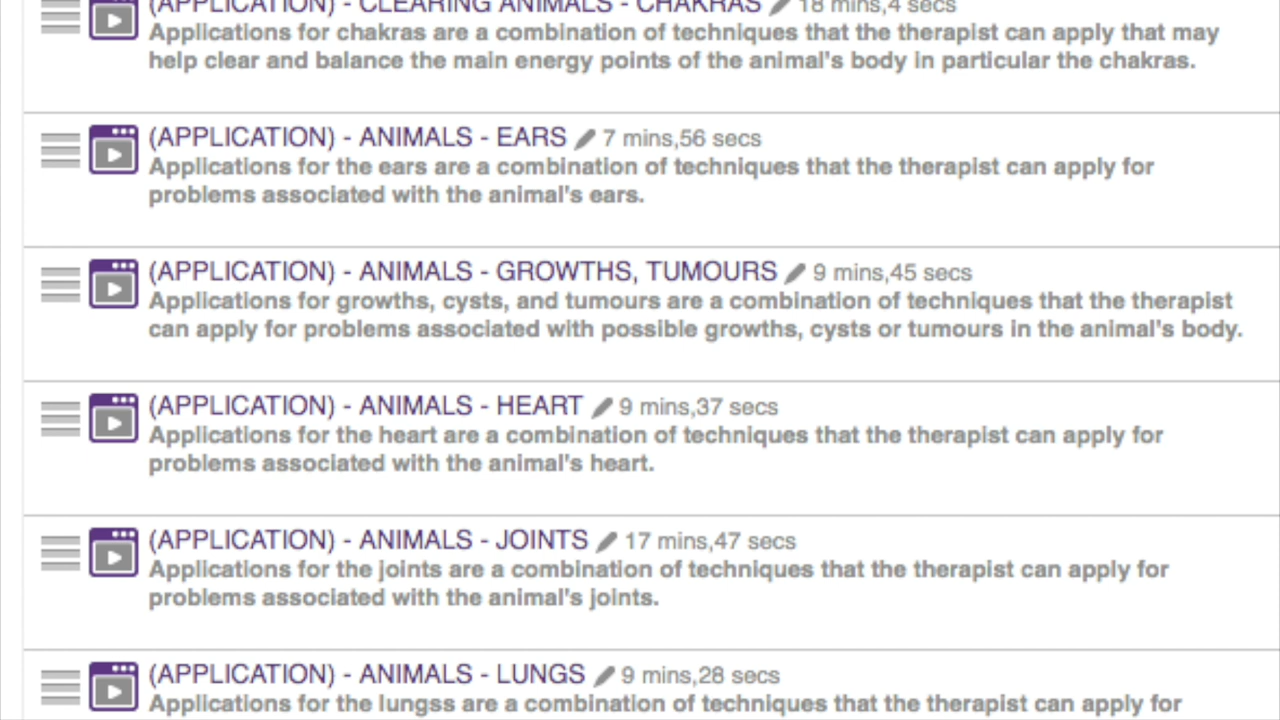 (APPLICATION) - CLEARING ANIMALS - CHAKRAS 18 mins,4 secs
Applications for chakras are a combination of techniques that the therapist can apply that may
help clear and balance the main energy points of the animal's body in particular the chakras.
(APPLICATION) - ANIMALS - EARS 7 mins,56 secs
Applications for the ears are a combination of techniques that the therapist can apply for
problems associated with the animal's ears.
(APPLICATION) - ANIMALS - GROWTHS, TUMOURS 9 mins,45 secs
Applications for growths, cysts, and tumours are a combination of techniques that the therapist
can apply for problems associated with possible growths, cysts or tumours in the animal's body.
(APPLICATION) - ANIMALS - HEART 9 mins,37 secs
Applications for the heart are a combination of techniques that the therapist can apply for
problems associated with the animal's heart.
(APPLICATION) - ANIMALS - JOINTS 17 mins,47 secs
Applications for the joints are a combination of techniques that the therapist can apply for
problems associated with the animal's joints.
(APPLICATION) - ANIMALS - LUNGS 9 mins,28 secs
Applications for the lungss are a combination of techniques that the therapist can apply for